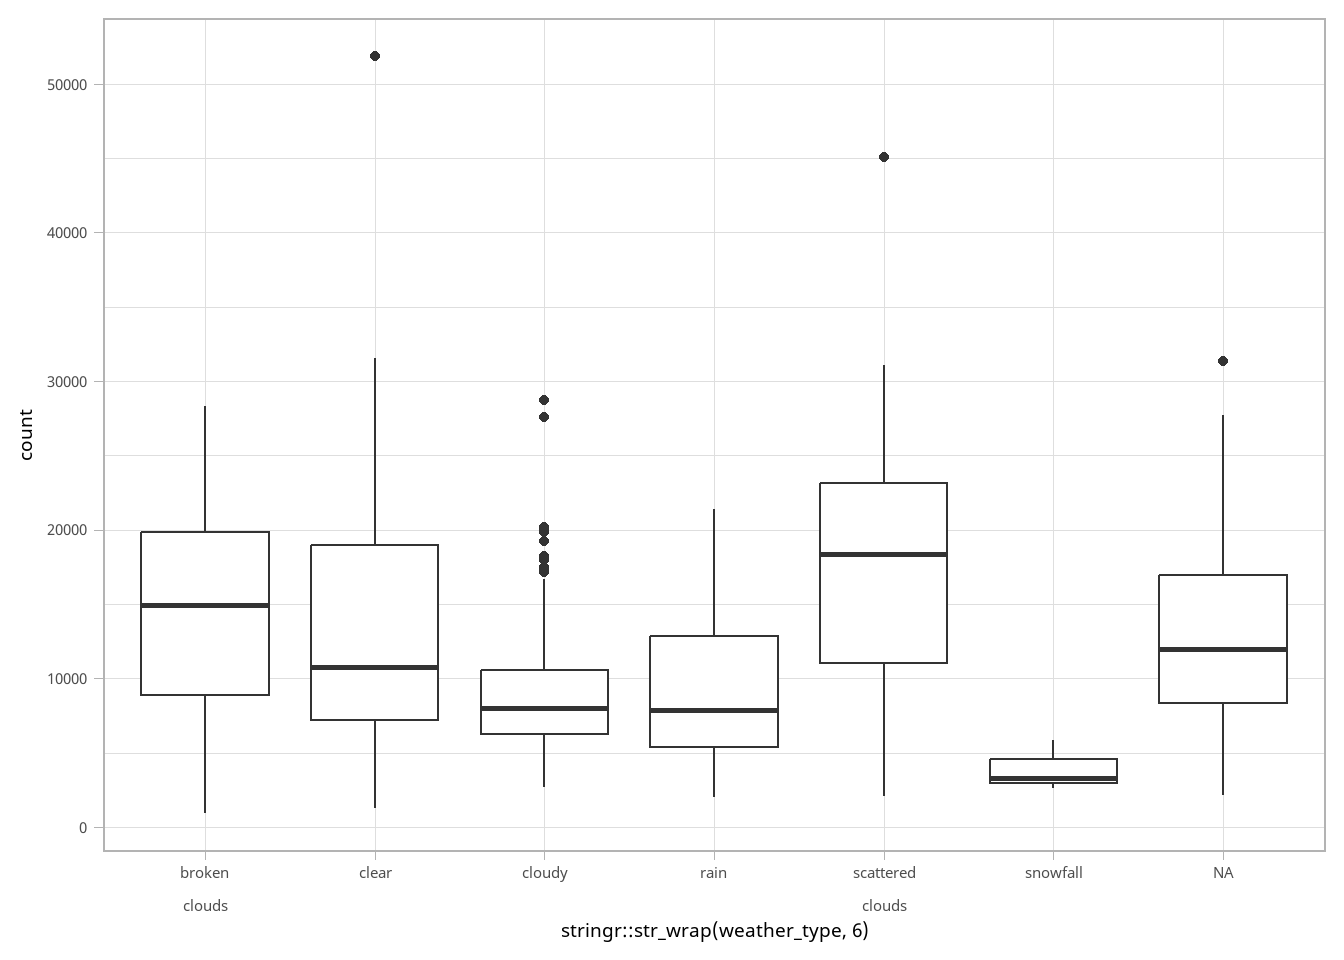 50000
40000
30000
20000
10000
0
count
broken clouds
clear
cloudy
rain
scattered clouds
snowfall
NA
stringr::str_wrap(weather_type, 6)